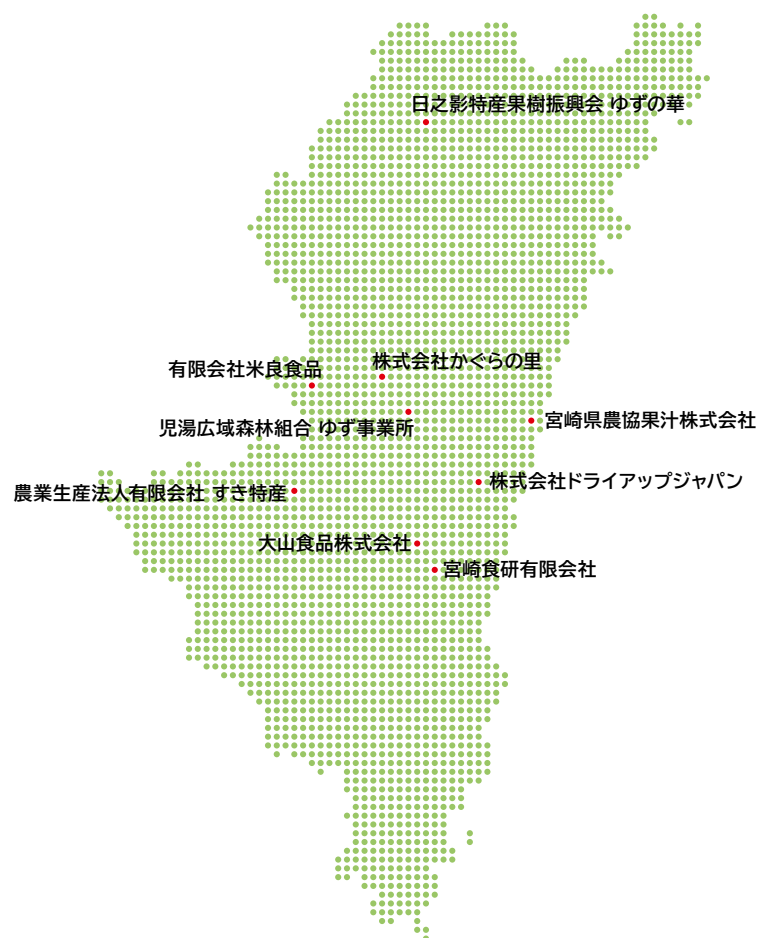 日之影特産果樹振興会 ゆずの華
株式会社かぐらの里
有限会社米良食品
宮崎県農協果汁株式会社
児湯広域森林組合 ゆず事業所
株式会社ドライアップジャパン
農業生産法人有限会社 すき特産
大山食品株式会社
宮崎食研有限会社